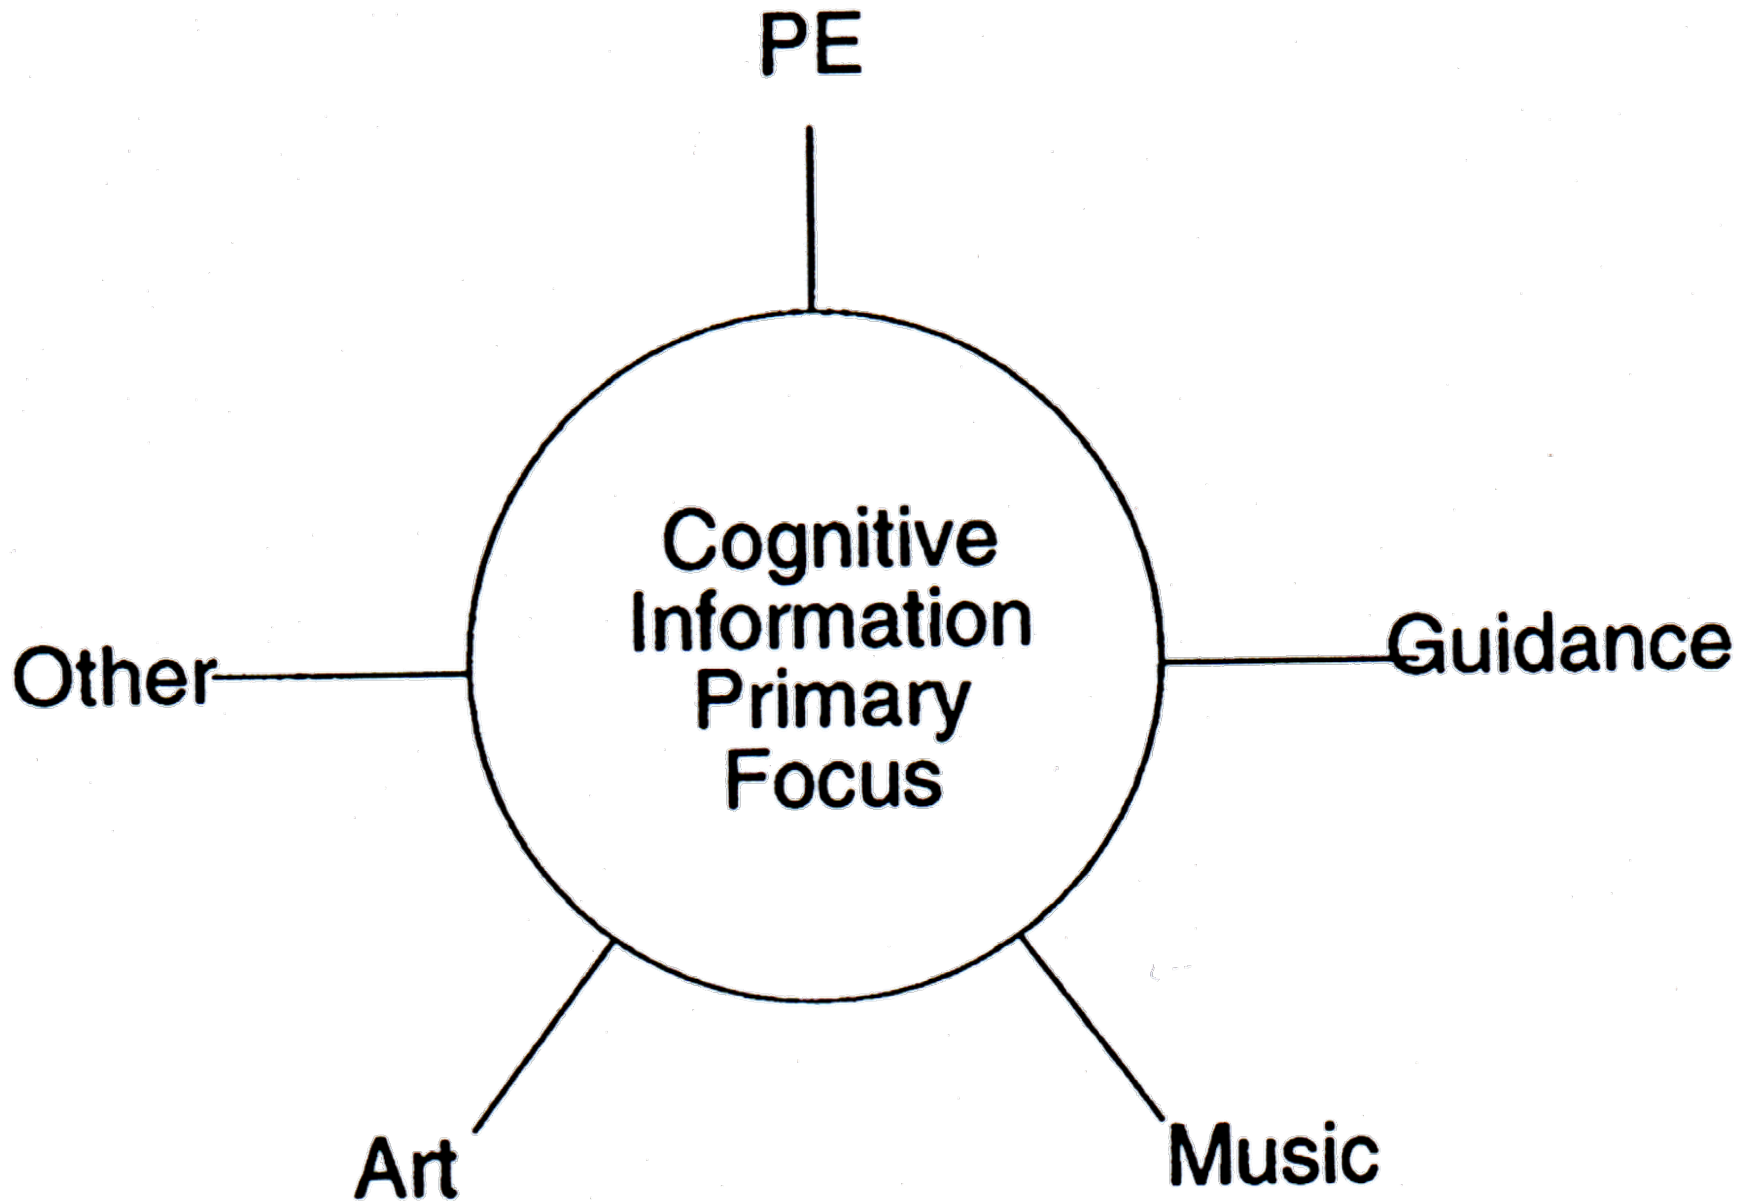 PE
Cognitive
Information
Primary
Focus
Other
Guidance
Art
Music